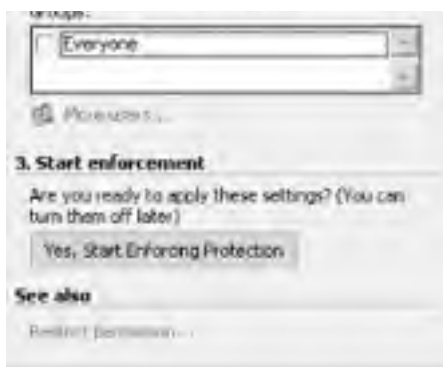 Groups:
Everyone
More users...
3. Start enforcement
Are you ready to apply these settings? (You can
turn them off later)
Yes, Start Enforcing Protection
See also
Restrict permission...